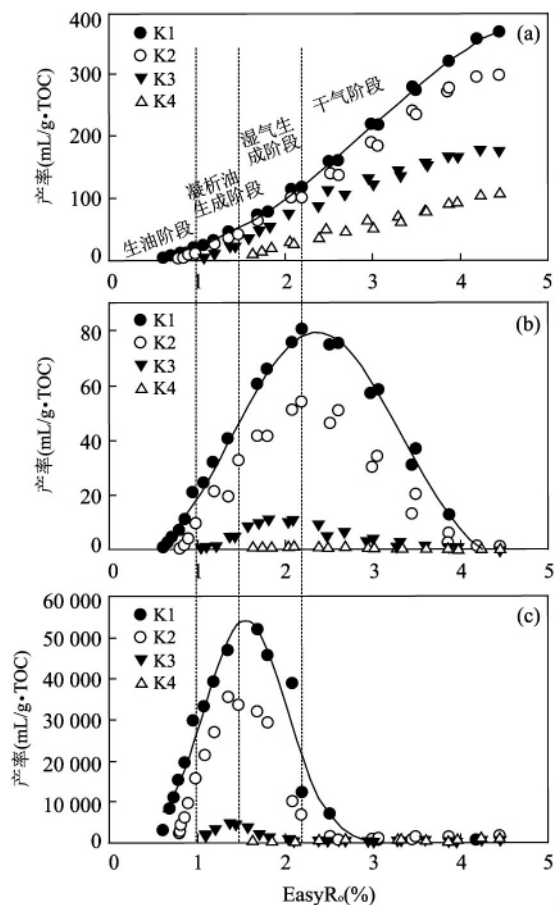 400
300
200
100
0
产率(mL/g•TOC)
K1
K2
K3
K4
(a)
生油阶段
凝析油
生成阶段
湿气生
成阶段
干气阶段
0
1
2
3
4
5
80
60
40
20
0
产率(mL/g•TOC)
K1
K2
K3
K4
(b)
0
1
2
3
4
5
60 000
50 000
40 000
30 000
20 000
10 000
0
产率(mL/g•TOC)
K1
K2
K3
K4
(c)
0
1
2
3
4
5
EasyRₒ(%)